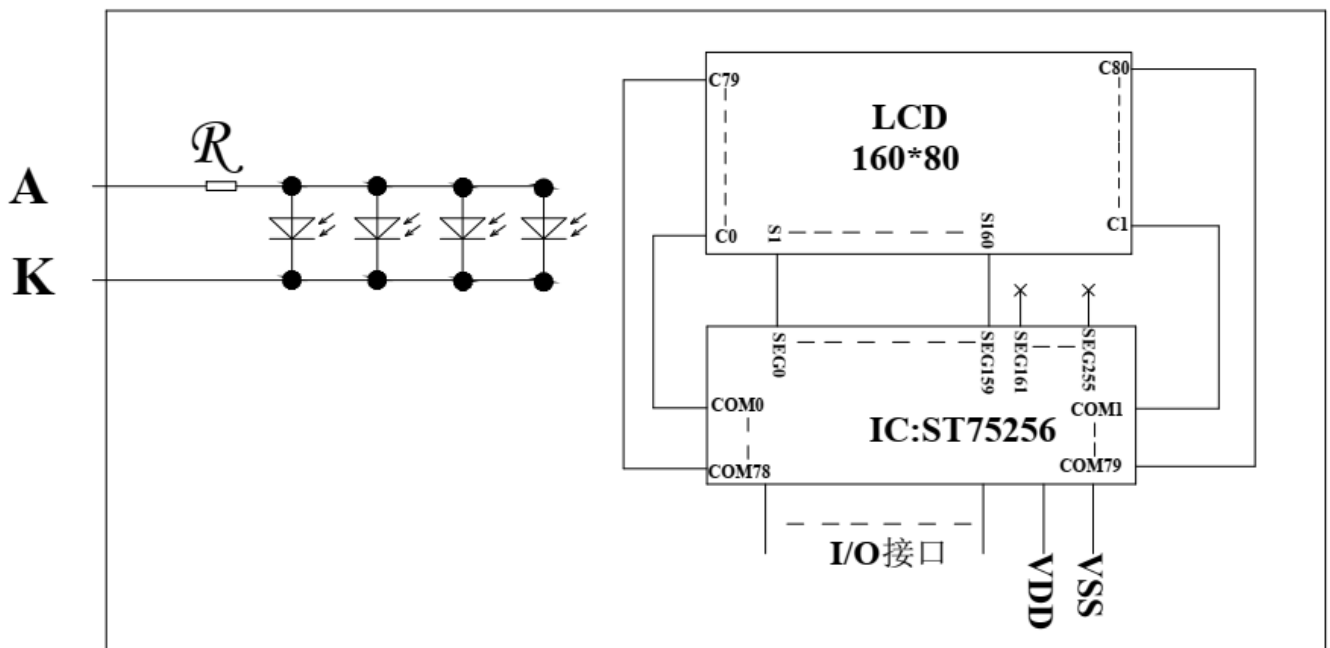 A
R
K
C79
C80
LCD
160*80
C0
S1
S160
C1
SEG0
SEG159
SEG161
SEG255
COM0
COM1
IC:ST75256
COM78
COM79
I/O接口
VDD
VSS